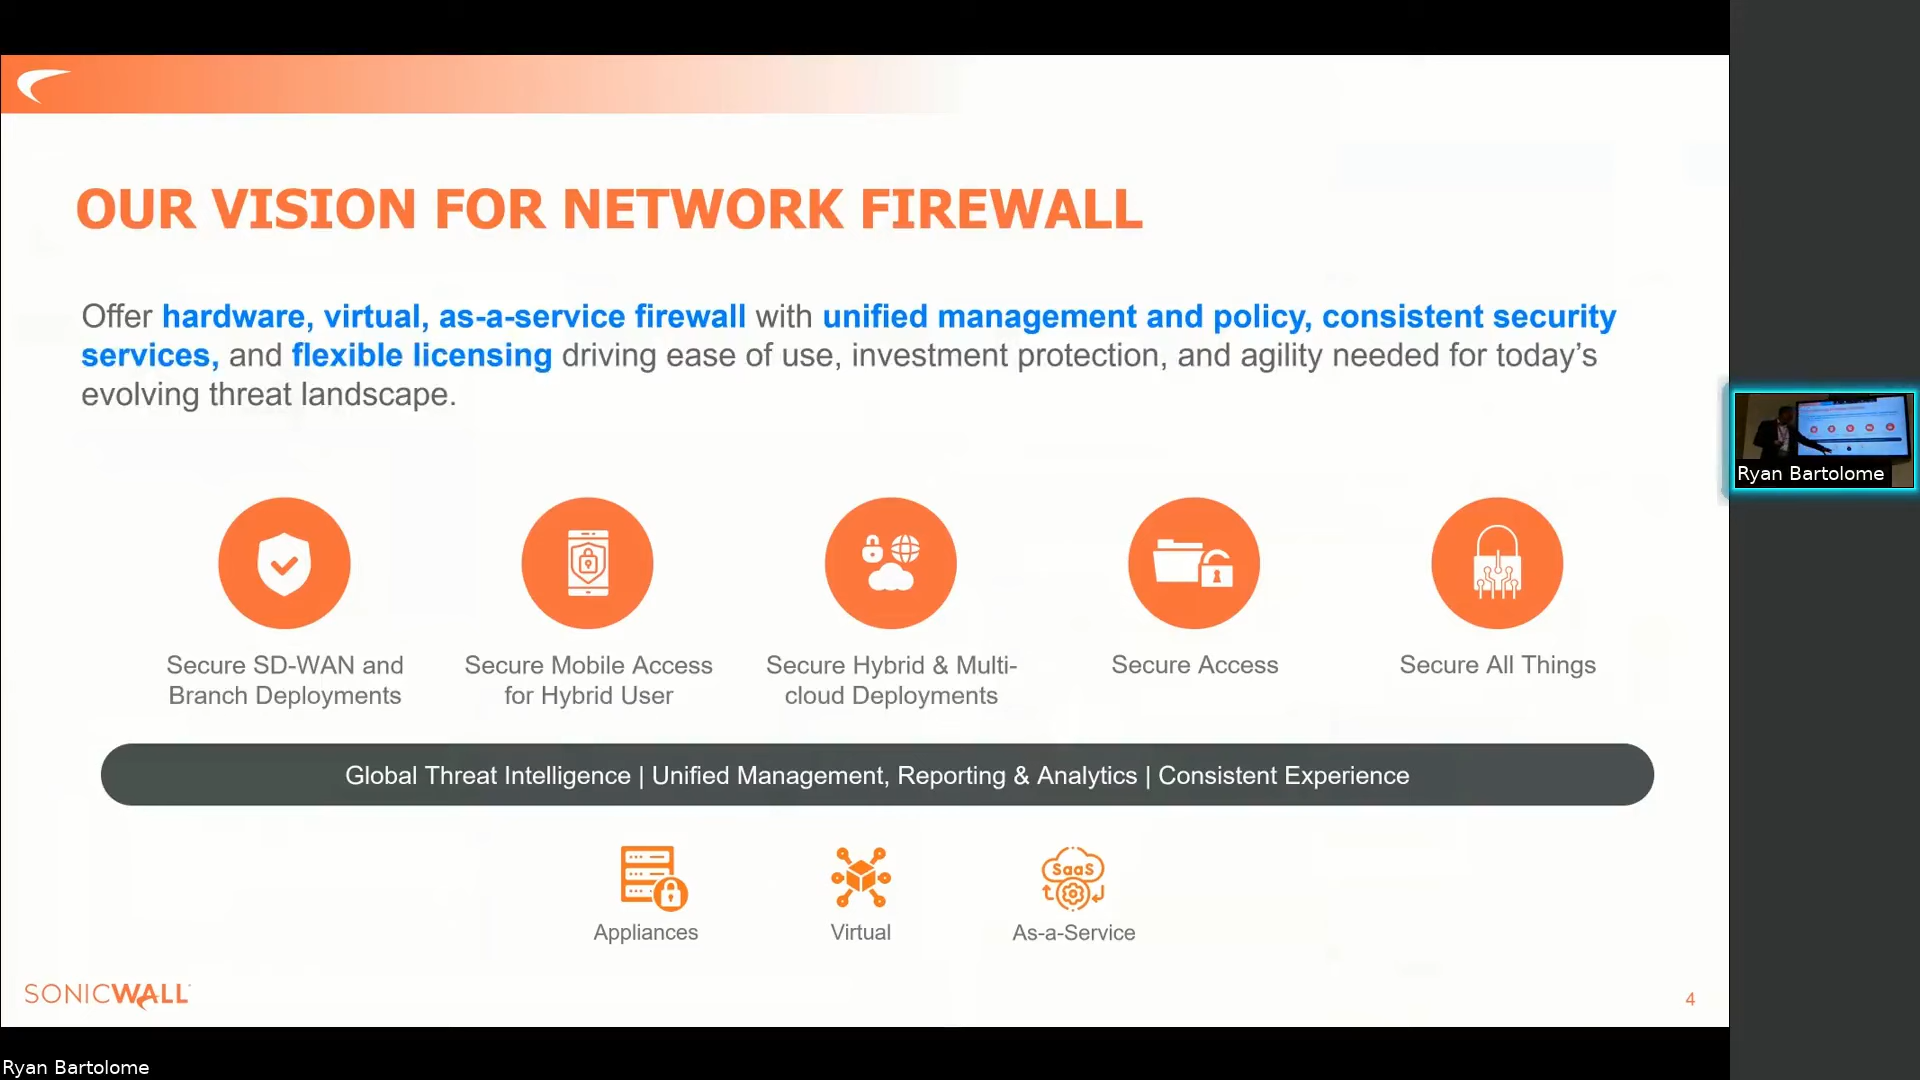 OUR VISION FOR NETWORK FIREWALL
Offer hardware, virtual, as-a-service firewall with unified management and policy, consistent security
services, and flexible licensing driving ease of use, investment protection, and agility needed for today’s
evolving threat landscape.
Secure SD-WAN and
Branch Deployments
Secure Mobile Access
for Hybrid User
Secure Hybrid & Multi-
cloud Deployments
Secure Access
Secure All Things
Global Threat Intelligence | Unified Management, Reporting & Analytics | Consistent Experience
SaaS
Appliances
Virtual
As-a-Service
SONICWALL
4
Ryan Bartolome
Ryan Bartolome